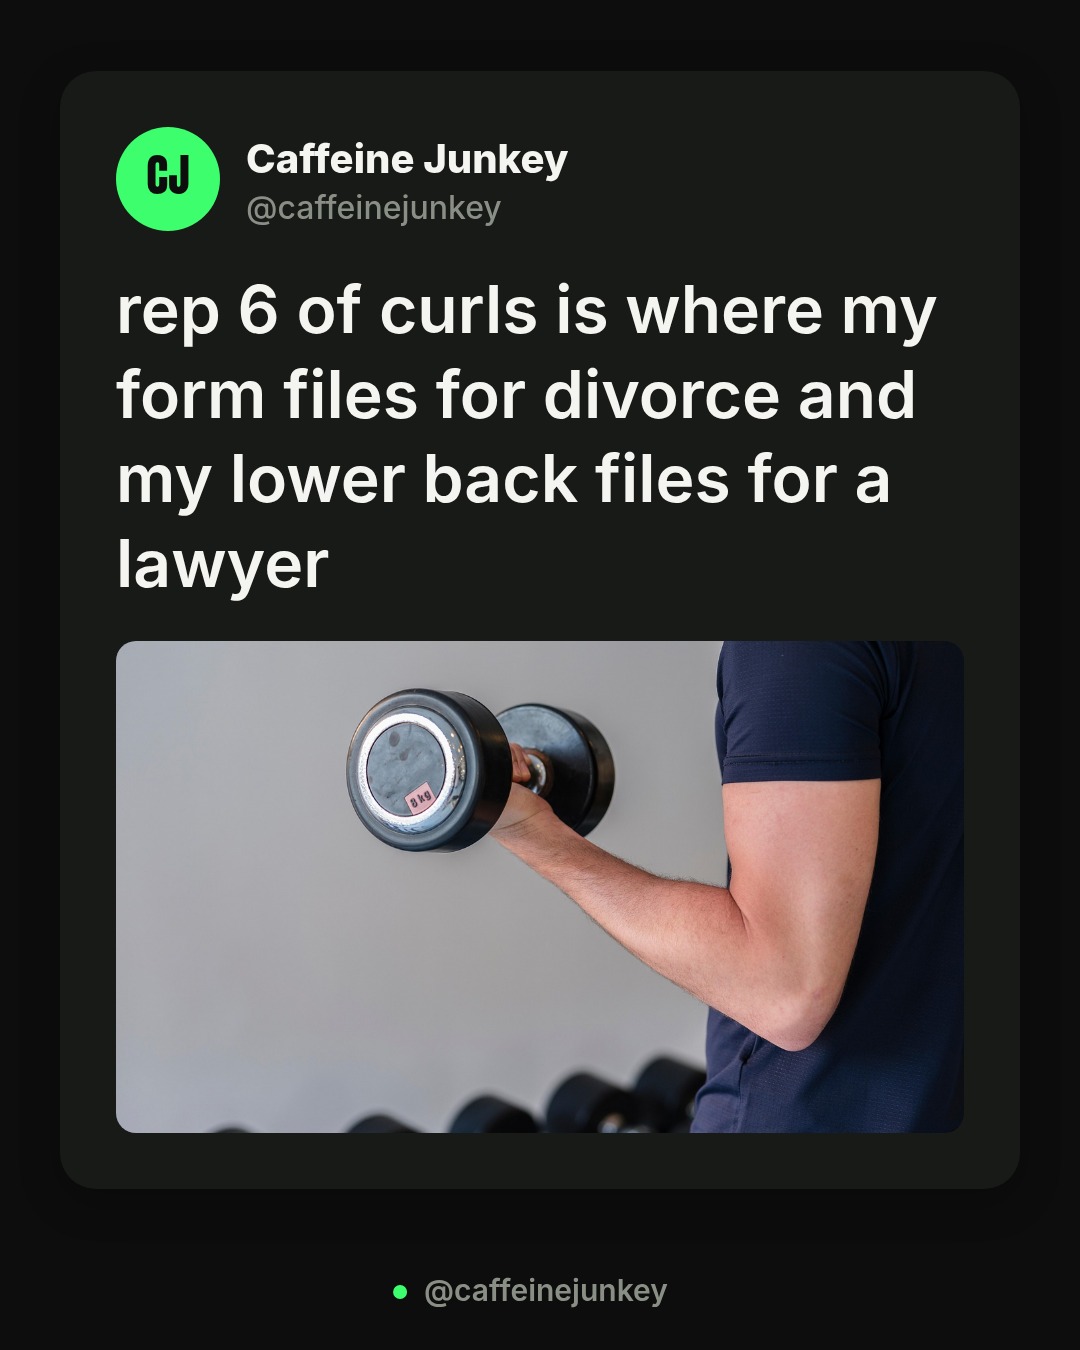 CJ
Caffeine Junkey
@caffeinejunkey
rep 6 of curls is where my
form files for divorce and
my lower back files for a
lawyer
8 kg
@caffeinejunkey